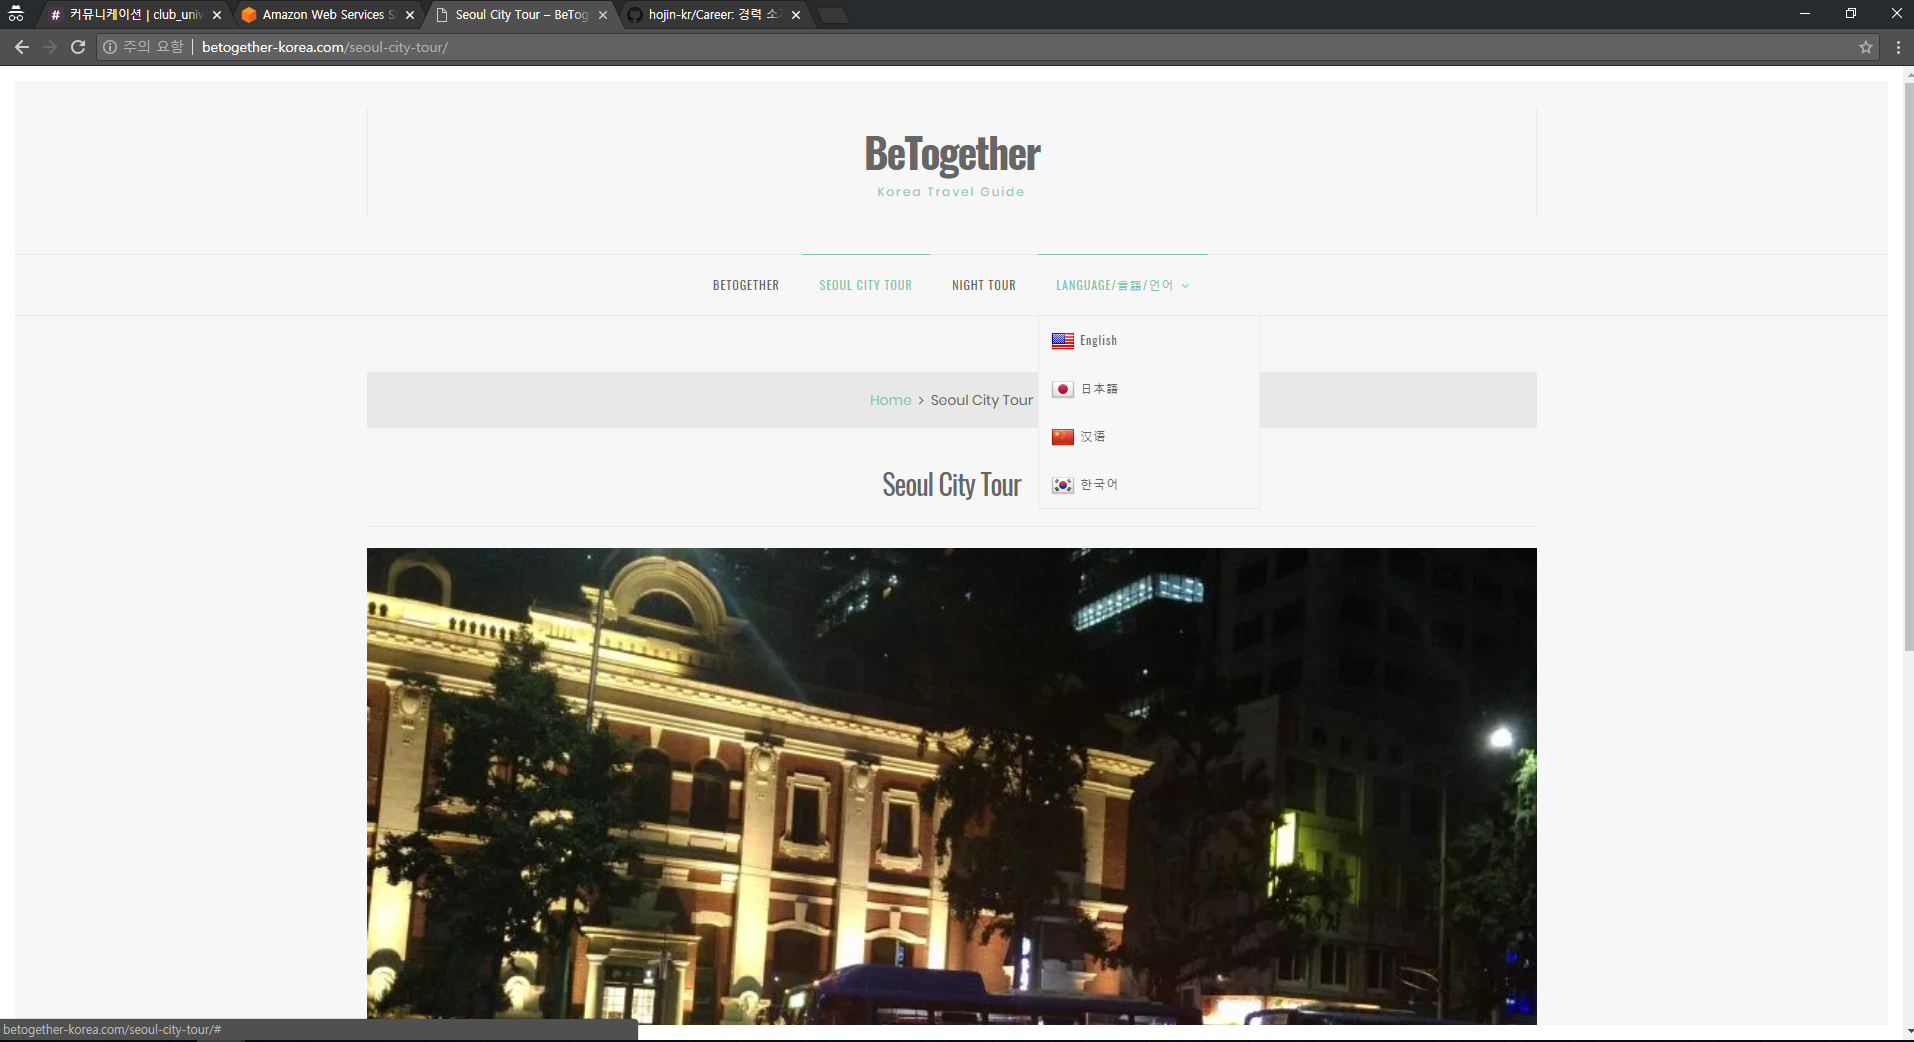 커뮤니케이션 | club_univ
Amazon Web Services S
Seoul City Tour – BeTog
hojin-kr/Career: 경력 소
주의 요함 | betogether-korea.com/seoul-city-tour/
BeTogether
Korea Travel Guide
BETOGETHER
SEOUL CITY TOUR
NIGHT TOUR
LANGUAGE/言語/언어
English
日本語
汉语
한국어
Home > Seoul City Tour
Seoul City Tour
betogether-korea.com/seoul-city-tour/#